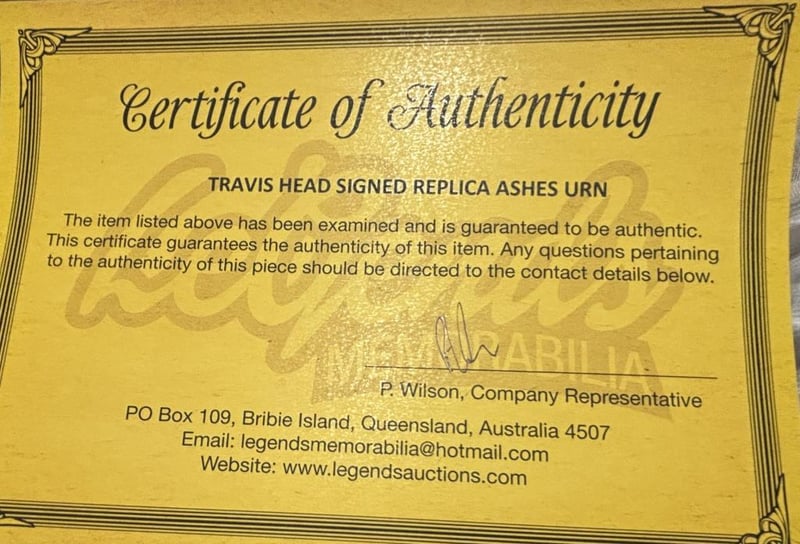 Certificate of Authenticity
TRAVIS HEAD SIGNED REPLICA ASHES URN
The item listed above has been examined and is guaranteed to be authentic.
This certificate guarantees the authenticity of this item. Any questions pertaining
to the authenticity of this piece should be directed to the contact details below.
Legends
MEMORABILIA
P. Wilson, Company Representative
PO Box 109, Bribie Island, Queensland, Australia 4507
Email: legendsmemorabilia@hotmail.com
Website: www.legendsauctions.com